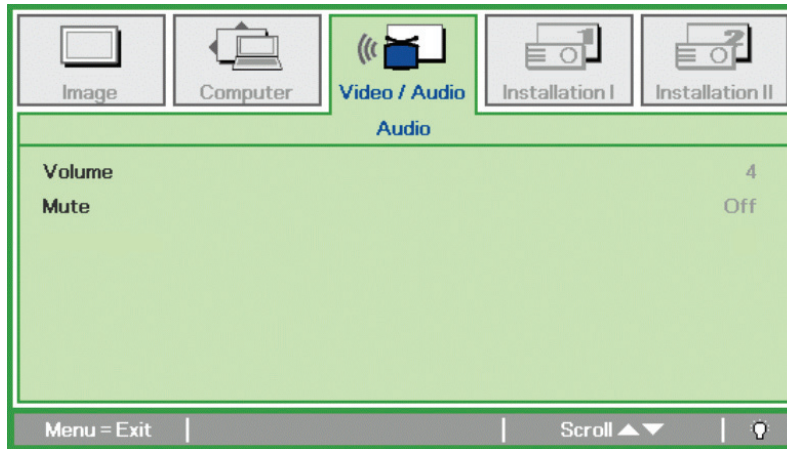 Image Computer Video / Audio Installation I Installation II
Audio
Volume 4
Mute Off
Menu = Exit Scroll ▲▼